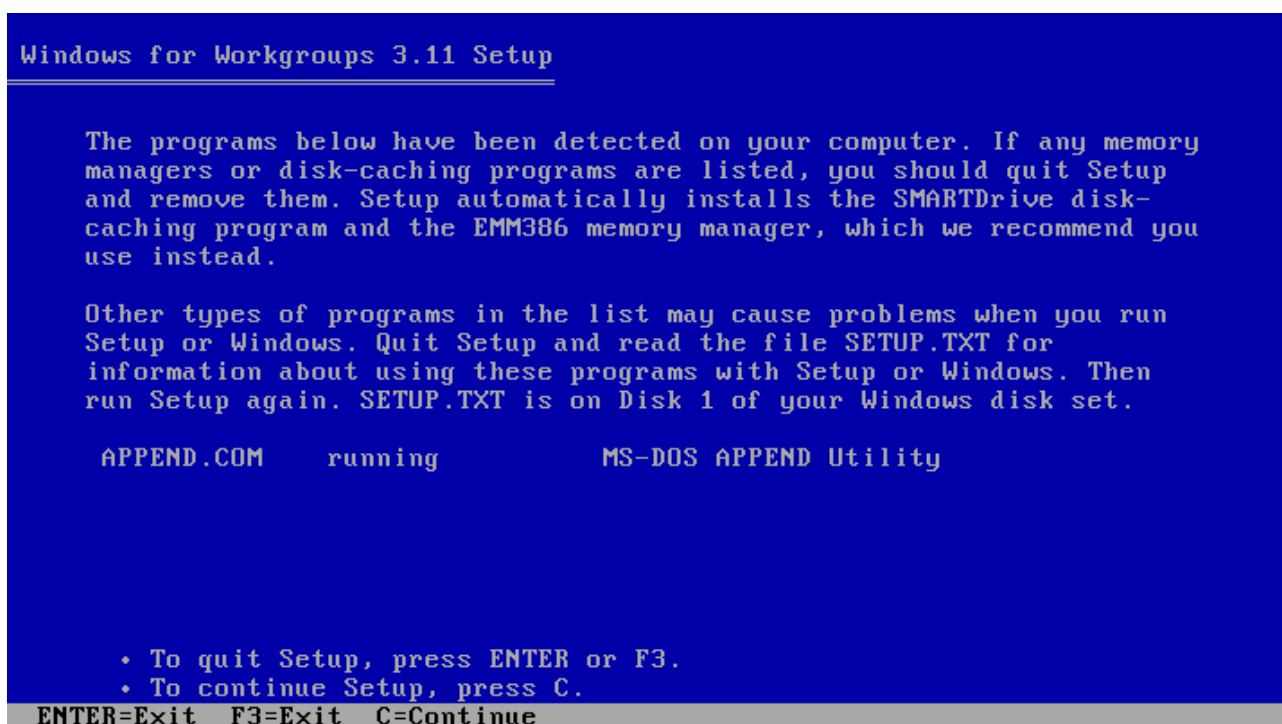 Windows for Workgroups 3.11 Setup
The programs below have been detected on your computer. If any memory
managers or disk-caching programs are listed, you should quit Setup
and remove them. Setup automatically installs the SMARTDrive disk-
caching program and the EMM386 memory manager, which we recommend you
use instead.
Other types of programs in the list may cause problems when you run
Setup or Windows. Quit Setup and read the file SETUP.TXT for
information about using these programs with Setup or Windows. Then
run Setup again. SETUP.TXT is on Disk 1 of your Windows disk set.
APPEND.COM    running          MS-DOS APPEND Utility
• To quit Setup, press ENTER or F3.
• To continue Setup, press C.
ENTER=Exit  F3=Exit  C=Continue